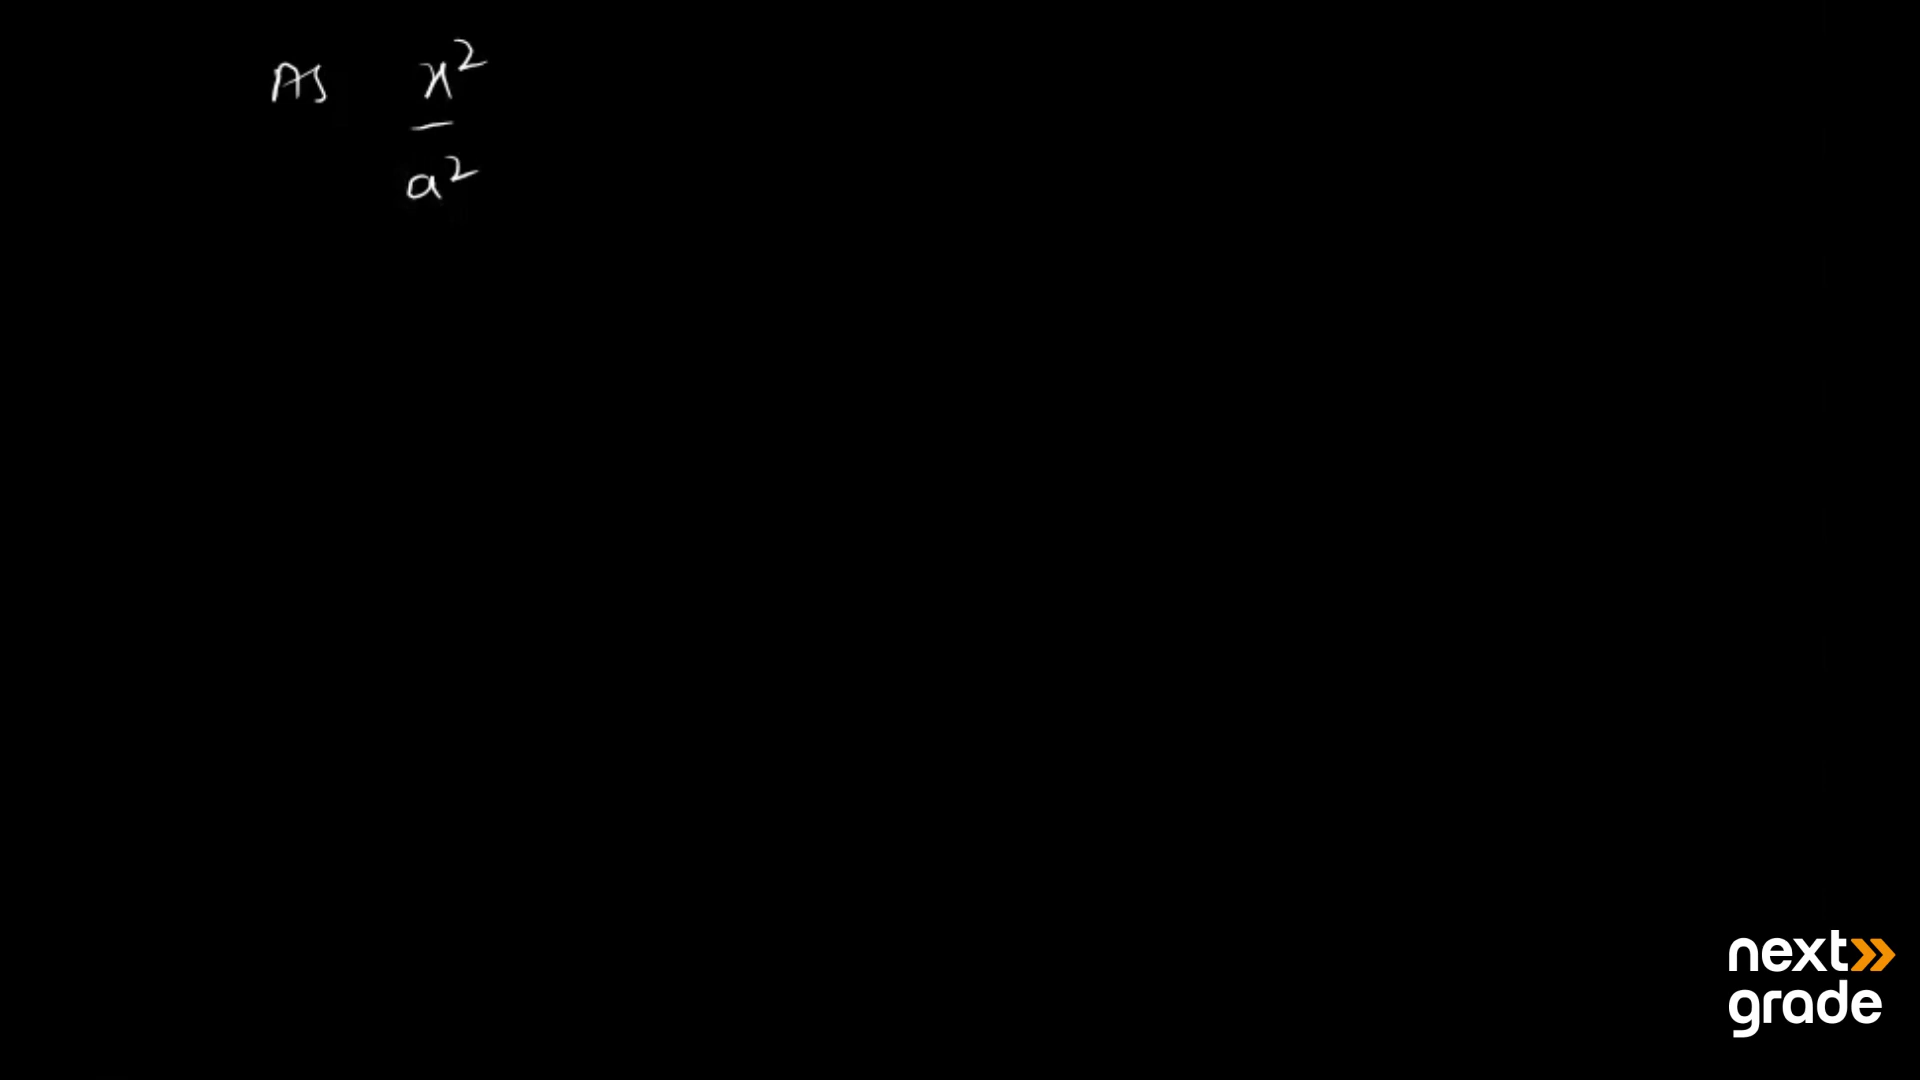 As x²
—
a²
next
grade